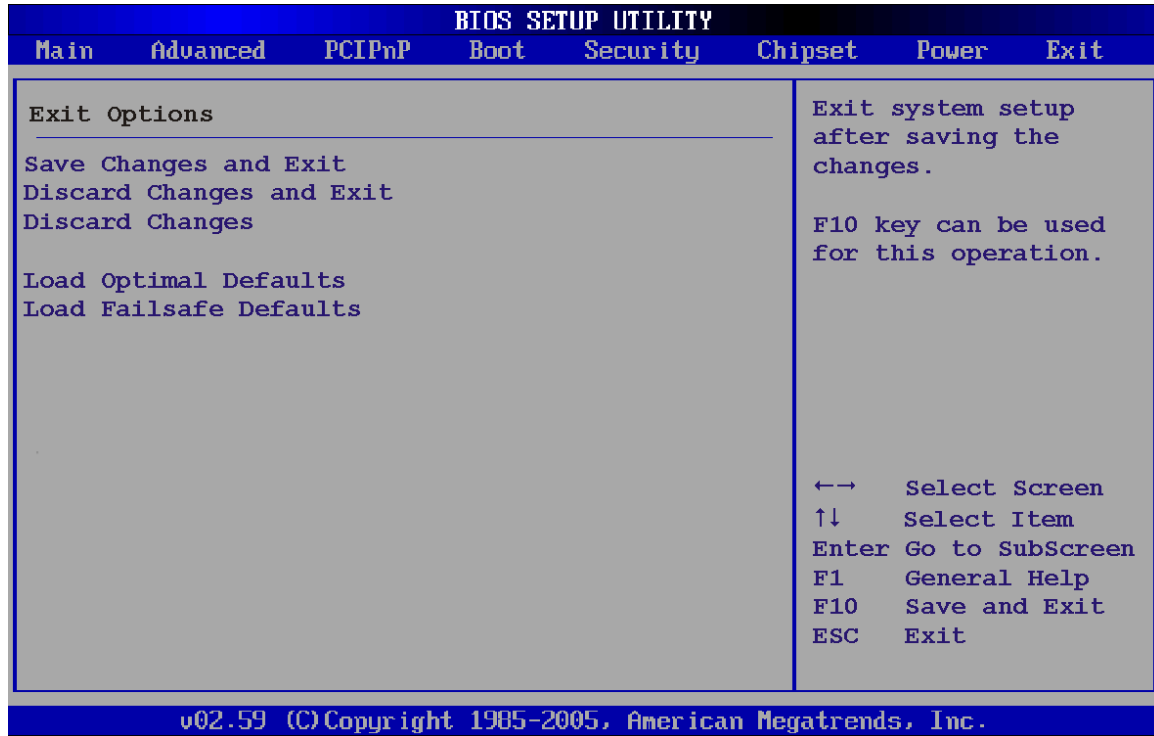 BIOS SETUP UTILITY
Main Advanced PCIPnP Boot Security Chipset Power Exit
Exit Options
Save Changes and Exit
Discard Changes and Exit
Discard Changes
Load Optimal Defaults
Load Failsafe Defaults
Exit system setup
after saving the
changes.
F10 key can be used
for this operation.
←→ Select Screen
↑↓ Select Item
Enter Go to SubScreen
F1 General Help
F10 Save and Exit
ESC Exit
v02.59 (C)Copyright 1985-2005, American Megatrends, Inc.